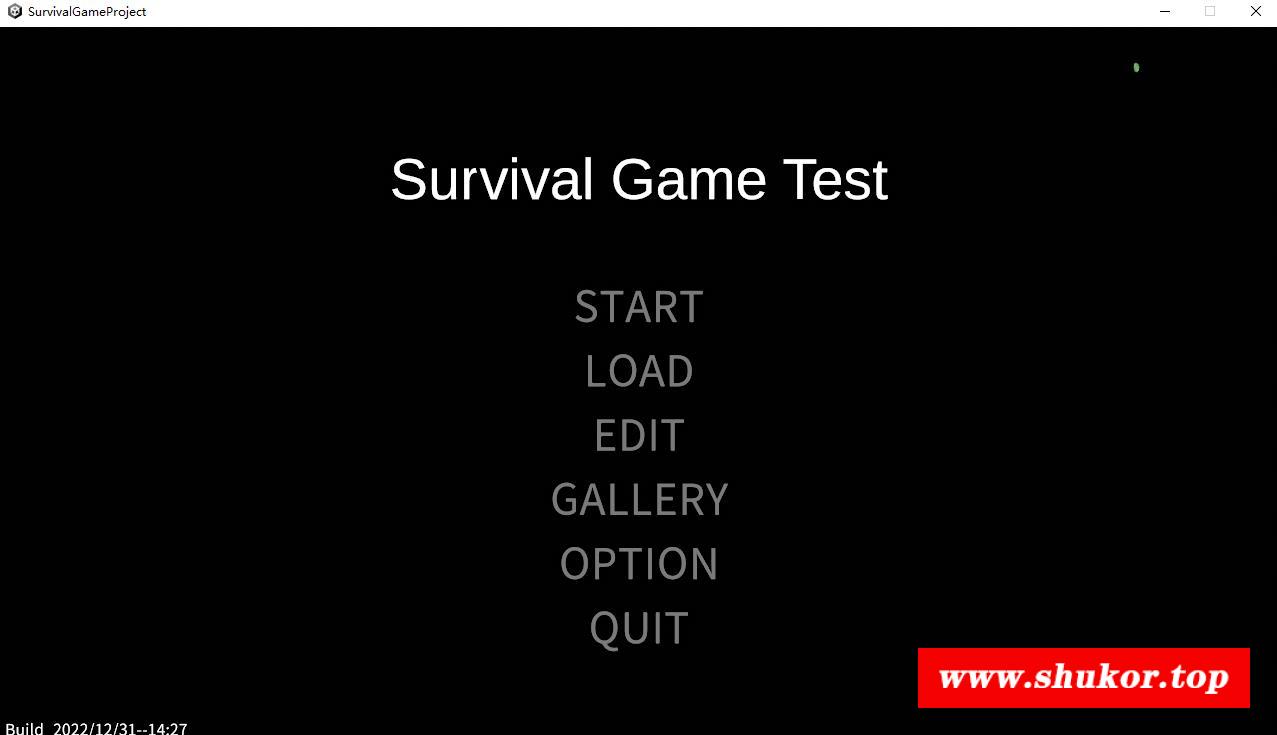 SurvivalGameProject
Survival Game Test
START
LOAD
EDIT
GALLERY
OPTION
QUIT
www.shukor.top
Build 2022/12/31--14:27